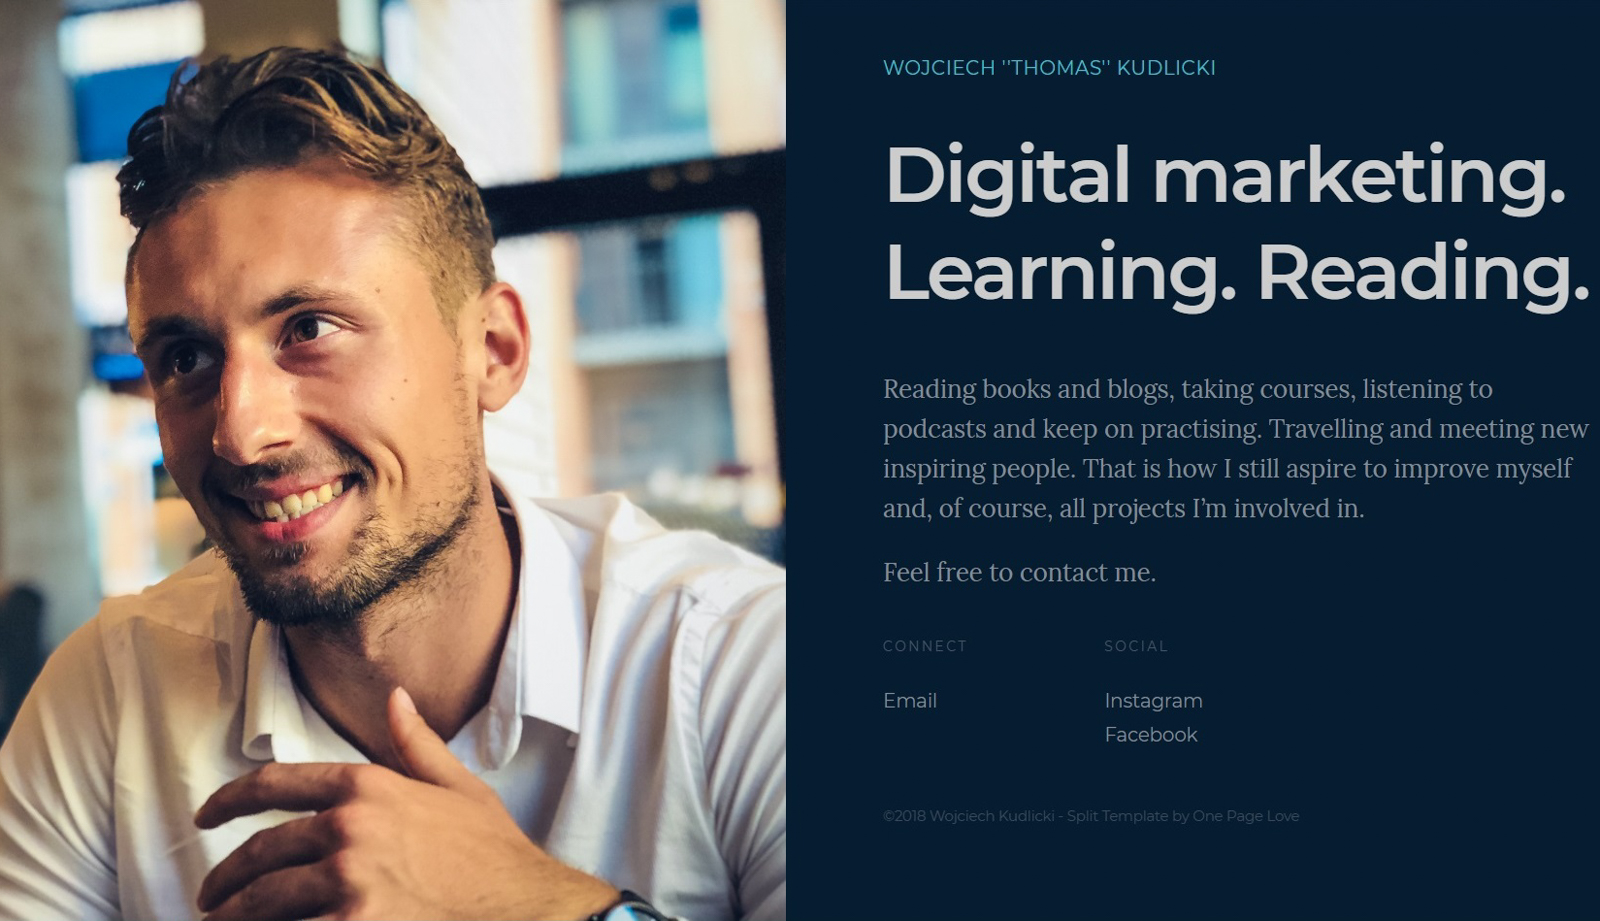 WOJCIECH ''THOMAS'' KUDLICKI
Digital marketing.
Learning. Reading.
Reading books and blogs, taking courses, listening to
podcasts and keep on practising. Travelling and meeting new
inspiring people. That is how I still aspire to improve myself
and, of course, all projects I’m involved in.
Feel free to contact me.
CONNECT
Email
SOCIAL
Instagram
Facebook
©2018 Wojciech Kudlicki - Split Template by One Page Love